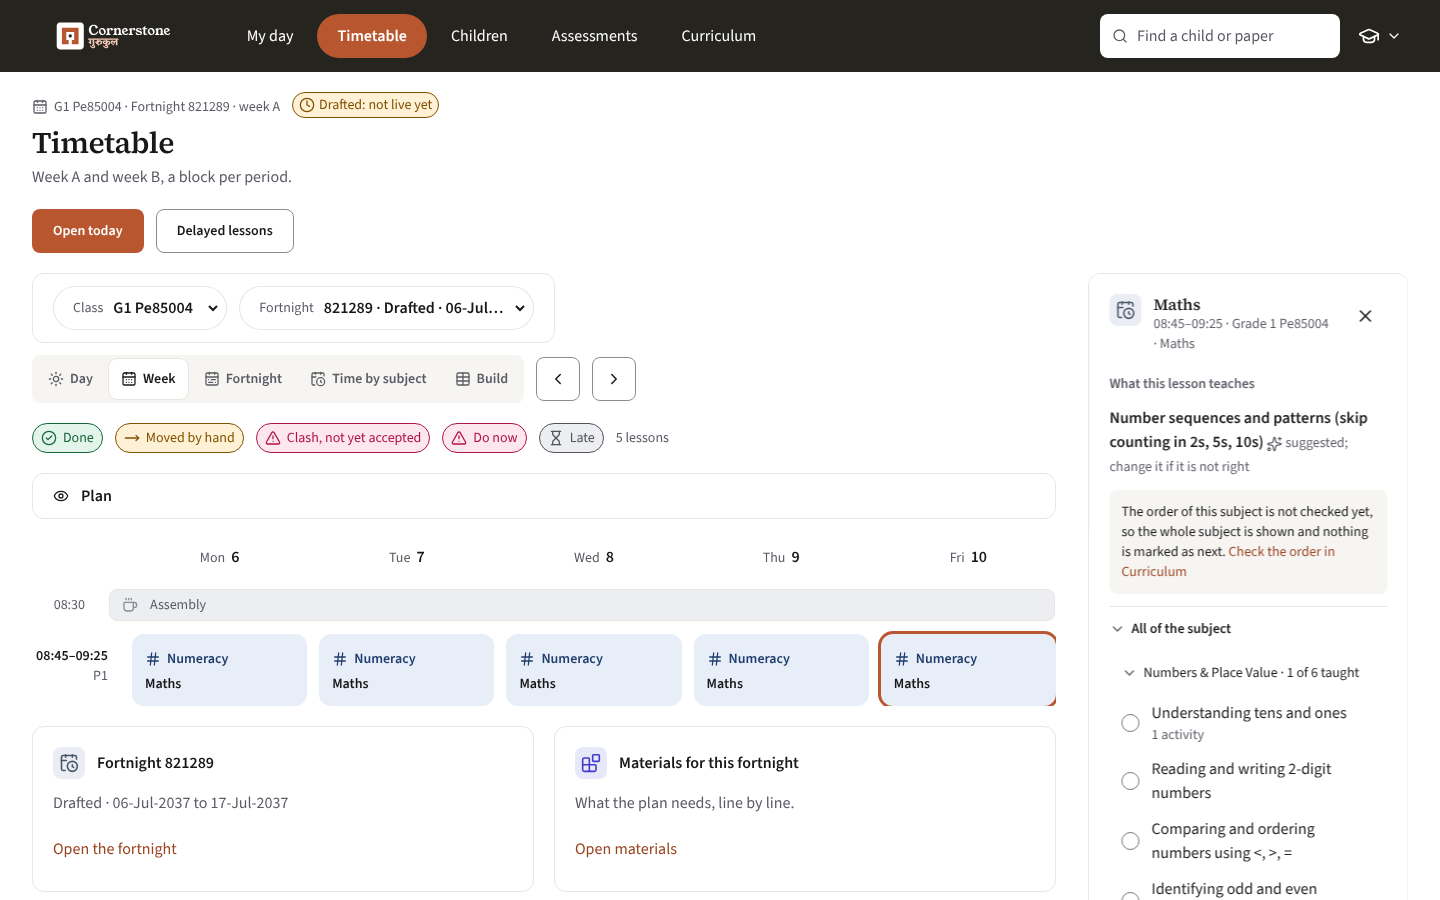 Cornerstone
गुरुकुल
My day
Timetable
Children
Assessments
Curriculum
Find a child or paper
G1 Pe85004 · Fortnight 821289 · week A
Drafted: not live yet
Timetable
Week A and week B, a block per period.
Open today
Delayed lessons
Class G1 Pe85004
Fortnight 821289 · Drafted · 06-Jul...
Day
Week
Fortnight
Time by subject
Build
Done
Moved by hand
Clash, not yet accepted
Do now
Late
5 lessons
Plan
Mon 6
Tue 7
Wed 8
Thu 9
Fri 10
08:30
Assembly
08:45–09:25
P1
Numeracy
Maths
Numeracy
Maths
Numeracy
Maths
Numeracy
Maths
Numeracy
Maths
Fortnight 821289
Drafted · 06-Jul-2037 to 17-Jul-2037
Open the fortnight
Materials for this fortnight
What the plan needs, line by line.
Open materials
Maths
08:45–09:25 · Grade 1 Pe85004
· Maths
What this lesson teaches
Number sequences and patterns (skip
counting in 2s, 5s, 10s) suggested;
change it if it is not right
The order of this subject is not checked yet,
so the whole subject is shown and nothing
is marked as next. Check the order in
Curriculum
All of the subject
Numbers & Place Value · 1 of 6 taught
Understanding tens and ones
1 activity
Reading and writing 2-digit
numbers
Comparing and ordering
numbers using <, >, =
Identifying odd and even